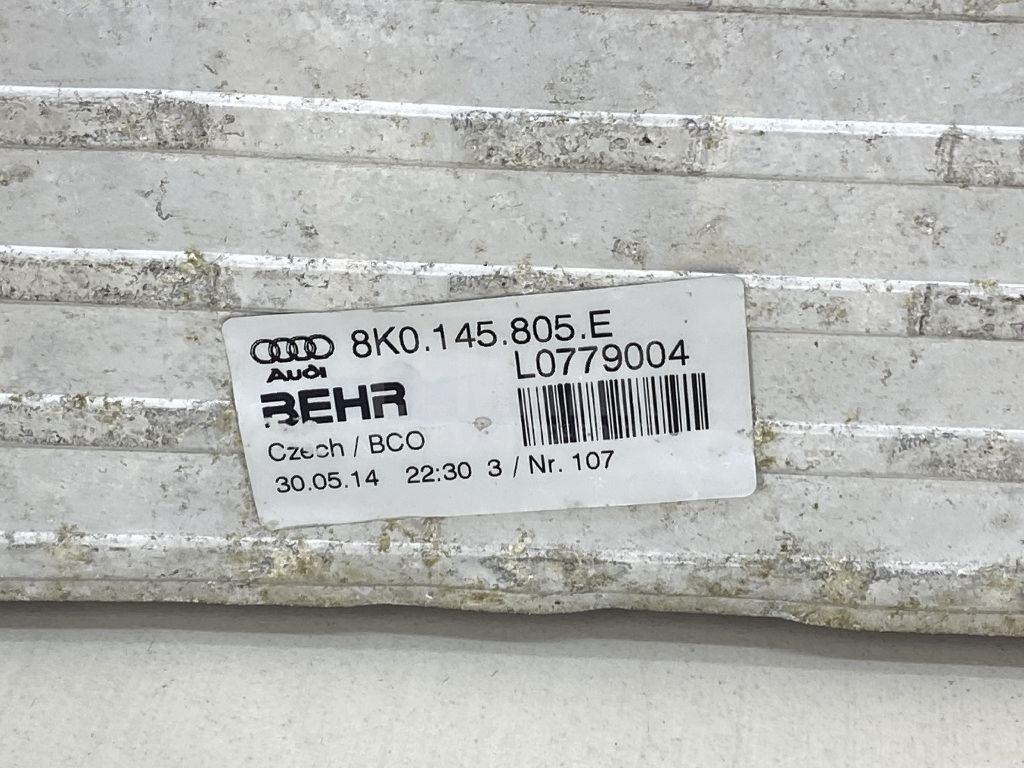 8K0.145.805.E
Audi
L0779004
BEHR
Czech / BCO
30.05.14 22:30 3 / Nr. 107